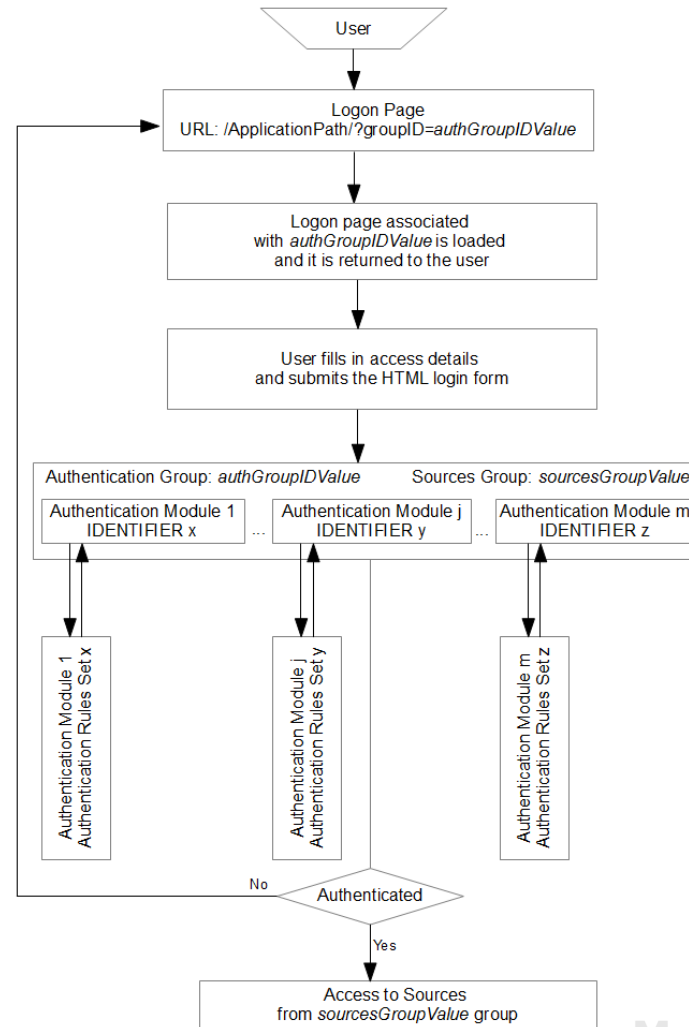 User
Logon Page
URL: /ApplicationPath/?groupID=authGroupIDValue
Logon page associated
with authGroupIDValue is loaded
and it is returned to the user
User fills in access details
and submits the HTML login form
Authentication Group: authGroupIDValue
Sources Group: sourcesGroupValue
Authentication Module 1
IDENTIFIER x
...
Authentication Module j
IDENTIFIER y
...
Authentication Module m
IDENTIFIER z
Authentication Module 1
Authentication Rules Set x
Authentication Module j
Authentication Rules Set y
Authentication Module m
Authentication Rules Set z
No
Authenticated
Yes
Access to Sources
from sourcesGroupValue group